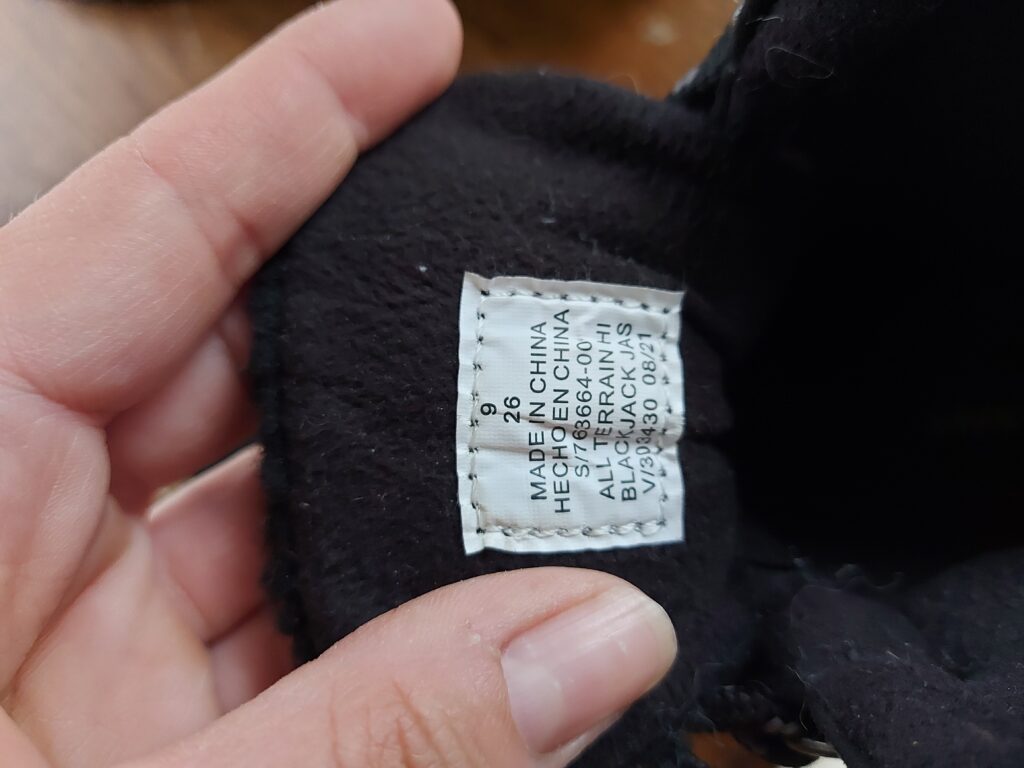 9
26
MADE IN CHINA
HECHO EN CHINA
S/763664-00
ALL TERRAIN HI
BLACKJACK JAS
V/303430 08/21